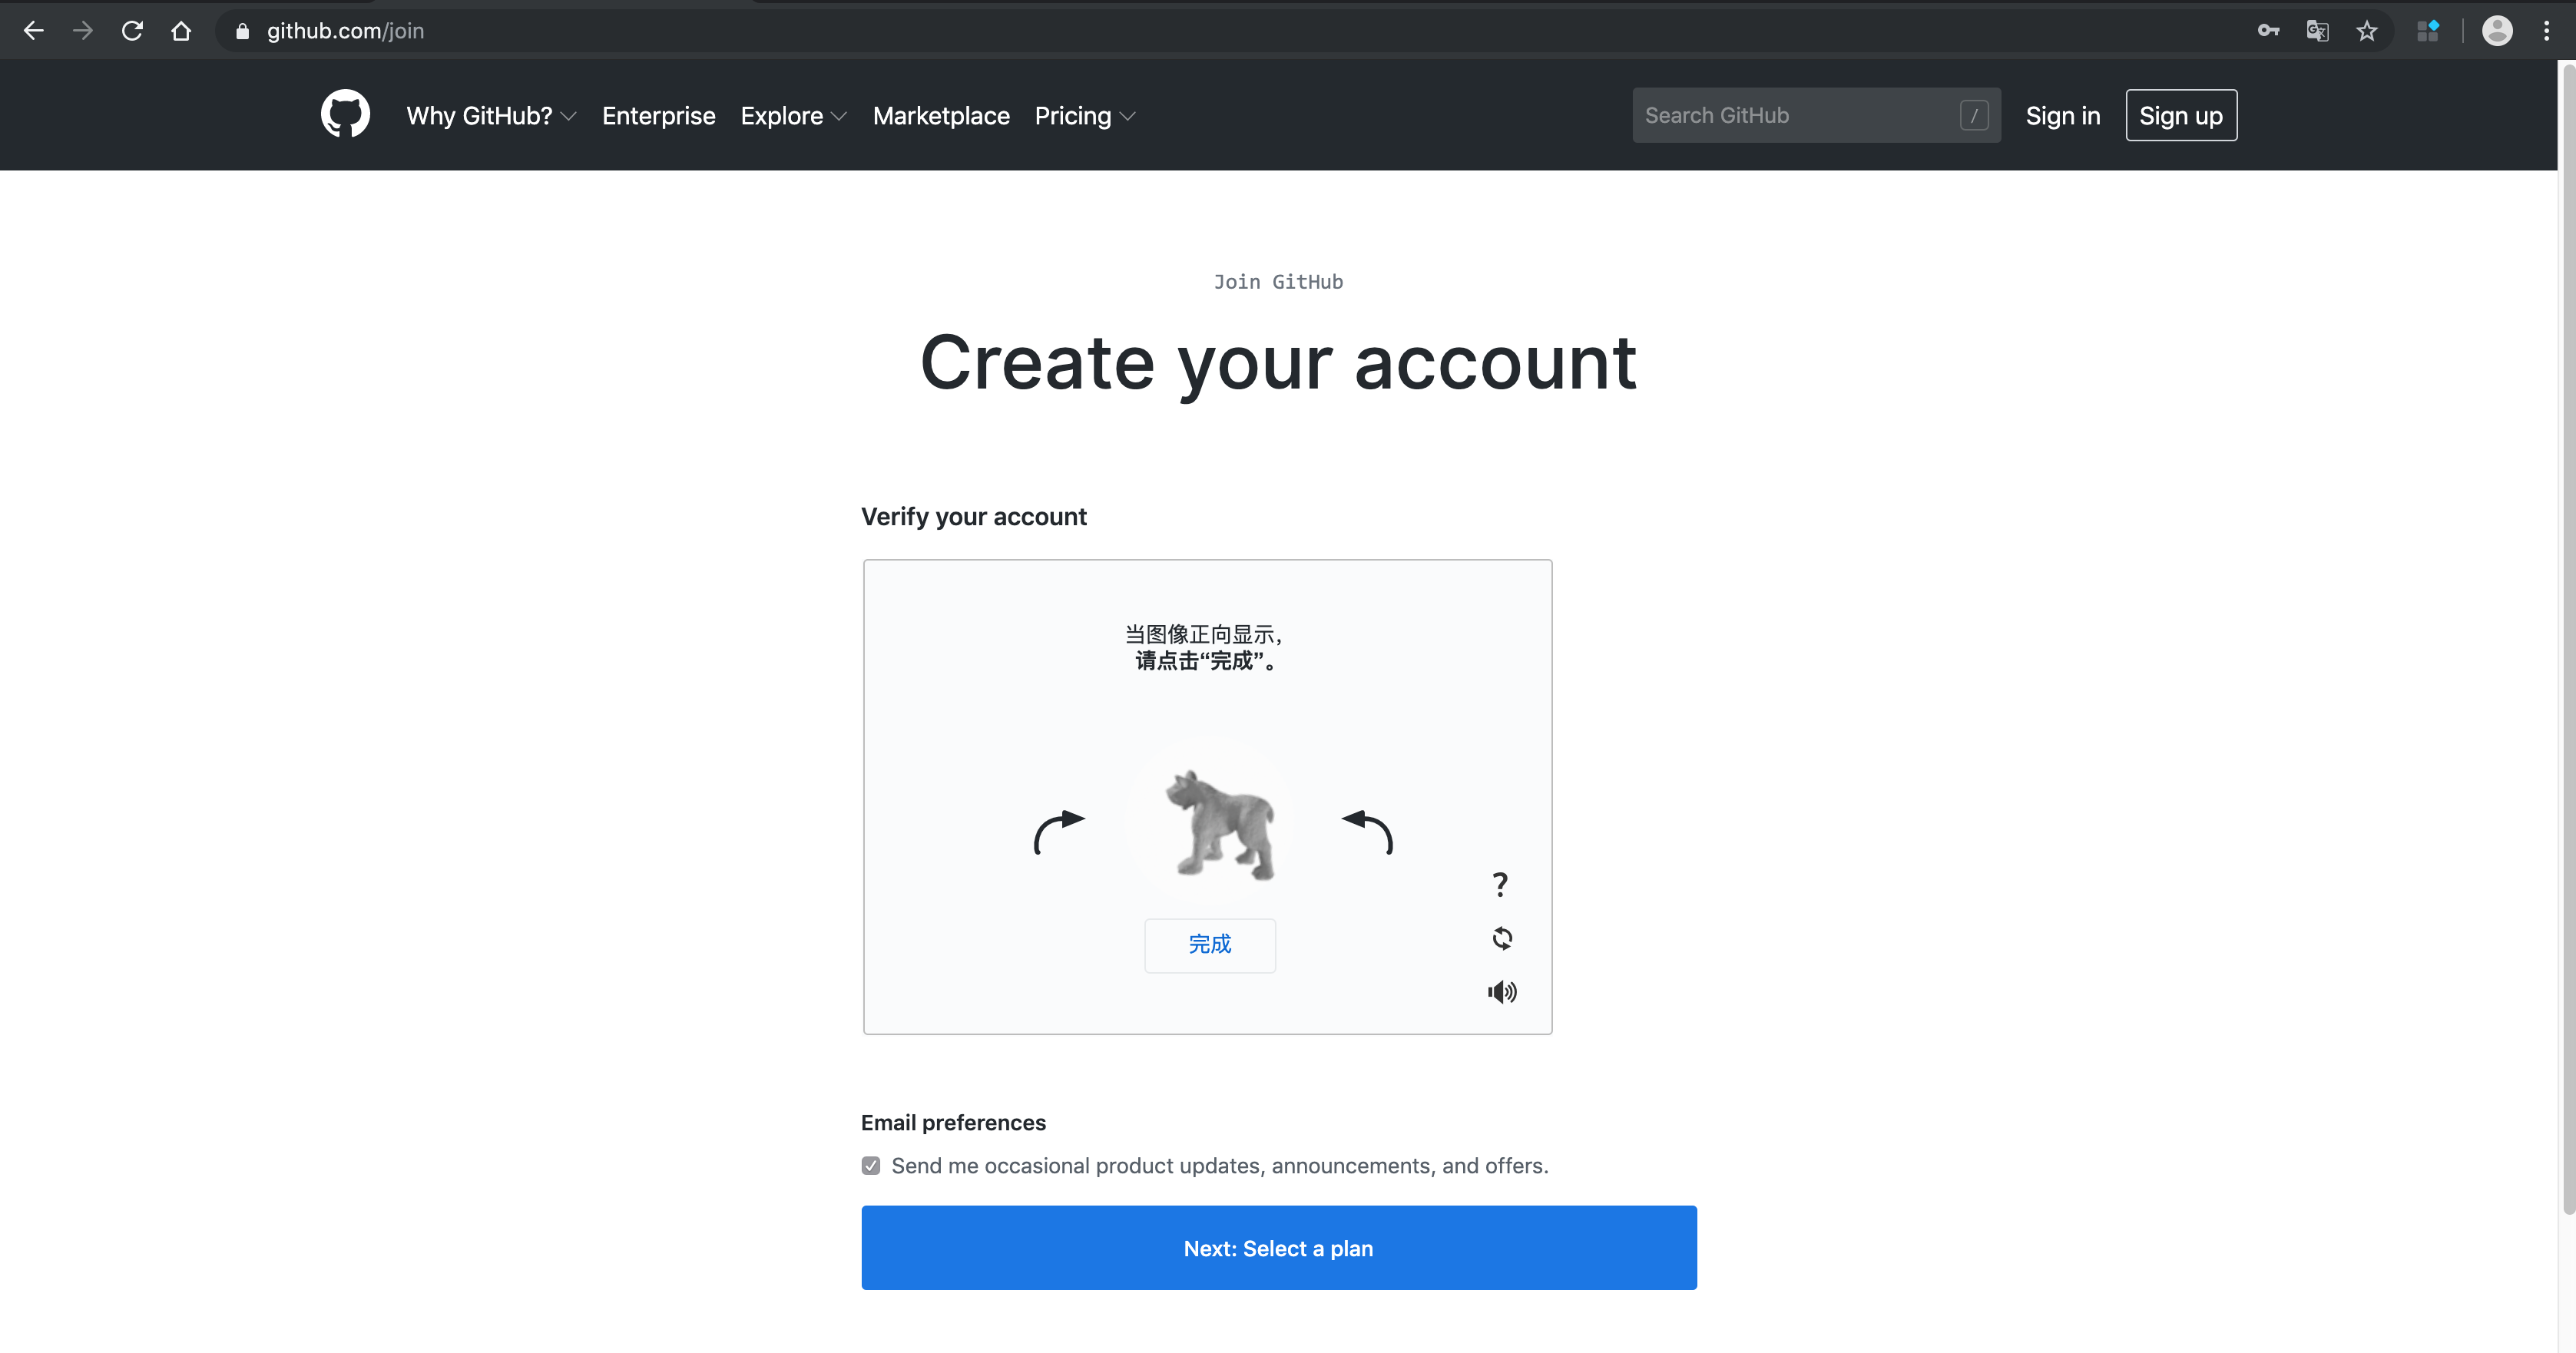 github.com/join
Why GitHub? Enterprise Explore Marketplace Pricing Search GitHub / Sign in Sign up
Join GitHub
Create your account
Verify your account
当图像正向显示，
请点击“完成”。
?
完成
Email preferences
Send me occasional product updates, announcements, and offers.
Next: Select a plan